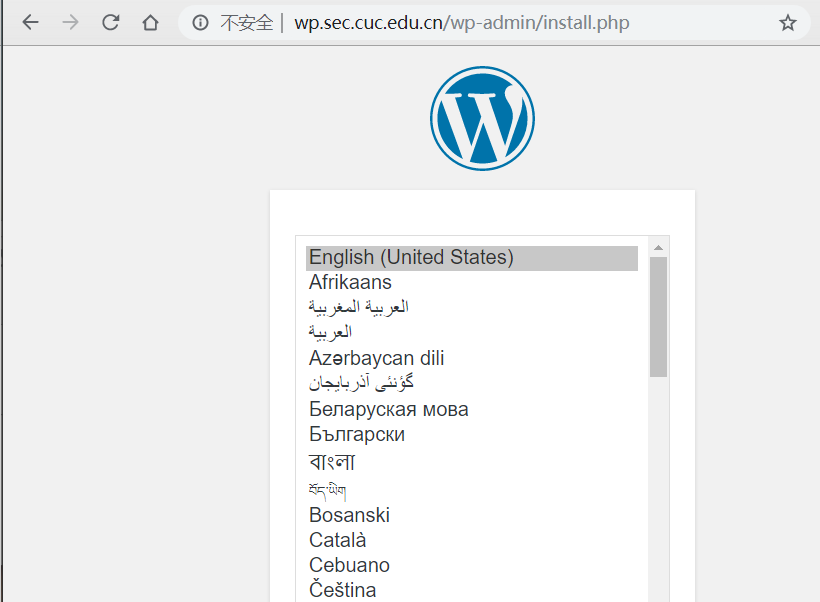 不安全 | wp.sec.cuc.edu.cn/wp-admin/install.php
English (United States)
Afrikaans
العربية المغربية
العربية
Azərbaycan dili
گؤنئی آذربایجان
Беларуская мова
Български
বাংলা
བོད་ཡིག
Bosanski
Català
Cebuano
Čeština